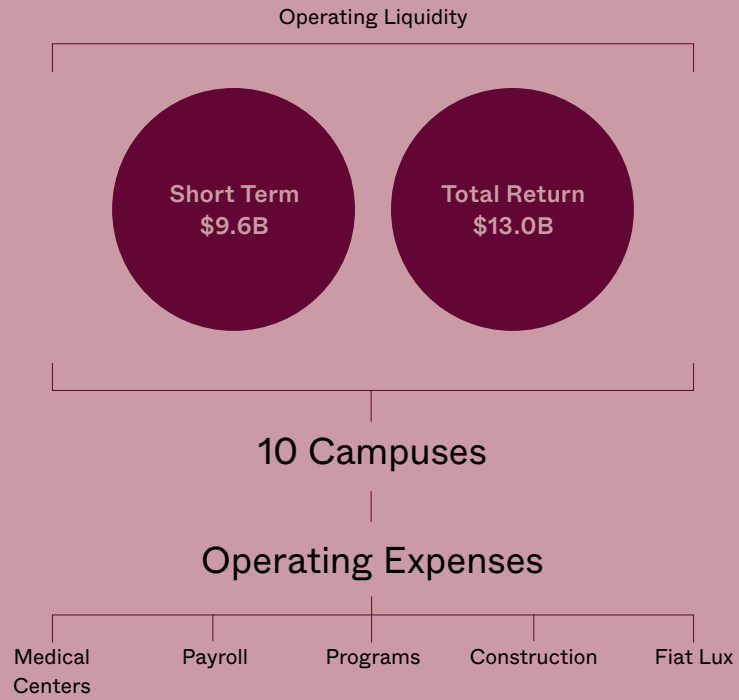 Operating Liquidity
Short Term
$9.6B
Total Return
$13.0B
10 Campuses
Operating Expenses
Medical
Centers
Payroll
Programs
Construction
Fiat Lux